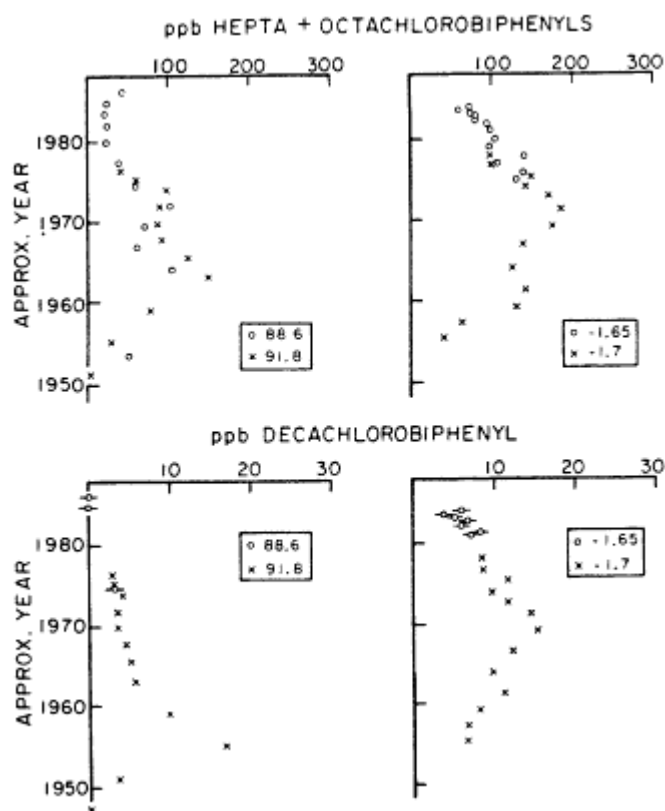 ppb HEPTA + OCTACHLOROBIPHENYLS
100 200 300 100 200 300
APPROX. YEAR
1980
1970
1960
1950
o 88.6
x 91.8
o -1.65
x -1.7
ppb DECACHLOROBIPHENYL
10 20 30 10 20 30
APPROX. YEAR
1980
1970
1960
1950
o 88.6
x 91.8
o -1.65
x -1.7